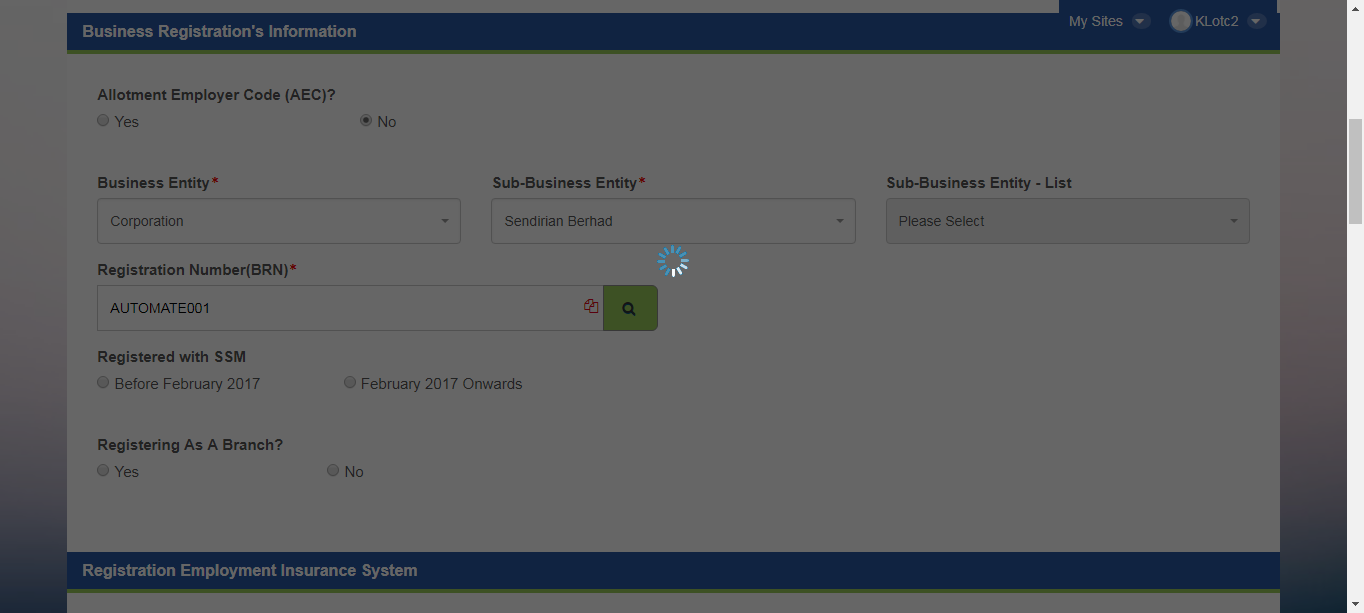 My Sites KLotc2
Business Registration's Information
Allotment Employer Code (AEC)?
Yes No
Business Entity* Sub-Business Entity* Sub-Business Entity - List
Corporation Sendirian Berhad Please Select
Registration Number(BRN)*
AUTOMATE001
Registered with SSM
Before February 2017 February 2017 Onwards
Registering As A Branch?
Yes No
Registration Employment Insurance System